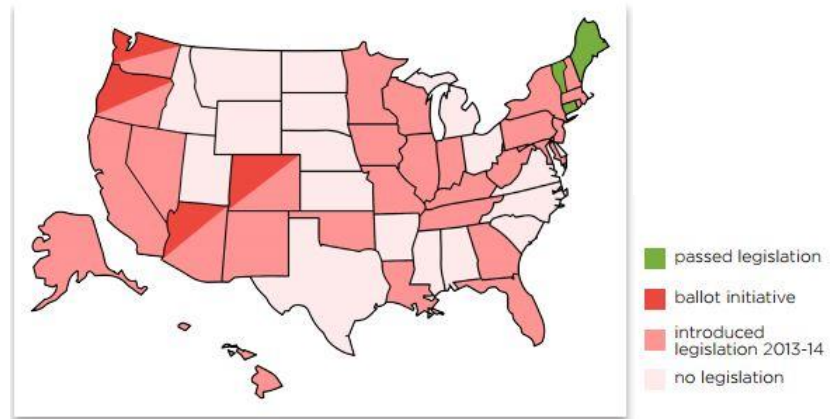 passed legislation
ballot initiative
introduced
legislation 2013-14
no legislation